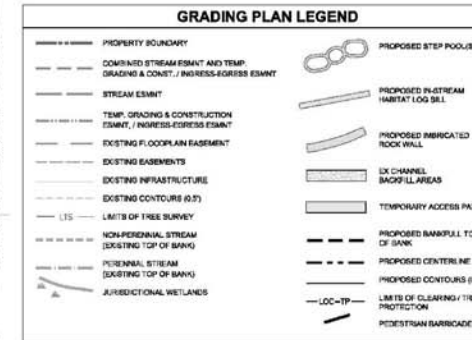 GRADING PLAN LEGEND
PROPERTY BOUNDARY
COMBINED STREAM ESMNT AND TEMP.
GRADING & CONST. / INGRESS-EGRESS ESMNT
STREAM ESMNT
TEMP. GRADING & CONSTRUCTION
ESMNT. / INGRESS-EGRESS ESMNT
EXISTING FLOODPLAIN EASEMENT
EXISTING EASEMENTS
EXISTING INFRASTRUCTURE
EXISTING CONTOURS (0.5')
LTS
LIMITS OF TREE SURVEY
NON-PERENNIAL STREAM
(EXISTING TOP OF BANK)
PERENNIAL STREAM
(EXISTING TOP OF BANK)
JURISDICTIONAL WETLANDS
PROPOSED STEP POOL(S
PROPOSED IN-STREAM
HABITAT LOG SILL
PROPOSED IMBRICATED
ROCK WALL
EX CHANNEL
BACKFILL AREAS
TEMPORARY ACCESS PA
PROPOSED BANKFULL TO
OF BANK
PROPOSED CENTERLINE
PROPOSED CONTOURS
LOC-TP
LIMITS OF CLEARING / TRE
PROTECTION
PEDESTRIAN BARRICADE